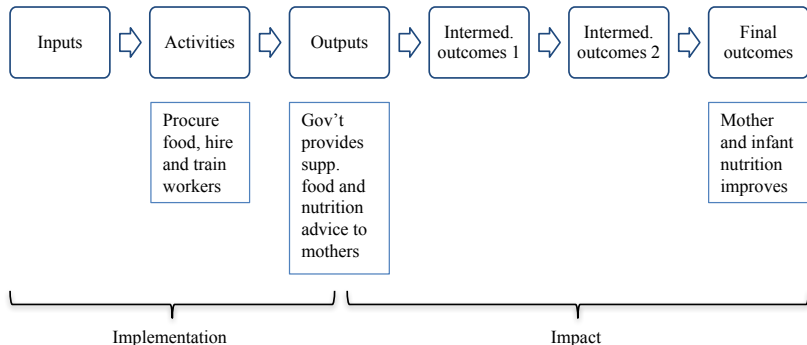 Inputs
Activities
Outputs
Intermed.
outcomes 1
Intermed.
outcomes 2
Final
outcomes
Procure
food, hire
and train
workers
Gov’t
provides
supp.
food and
nutrition
advice to
mothers
Mother
and infant
nutrition
improves
Implementation
Impact